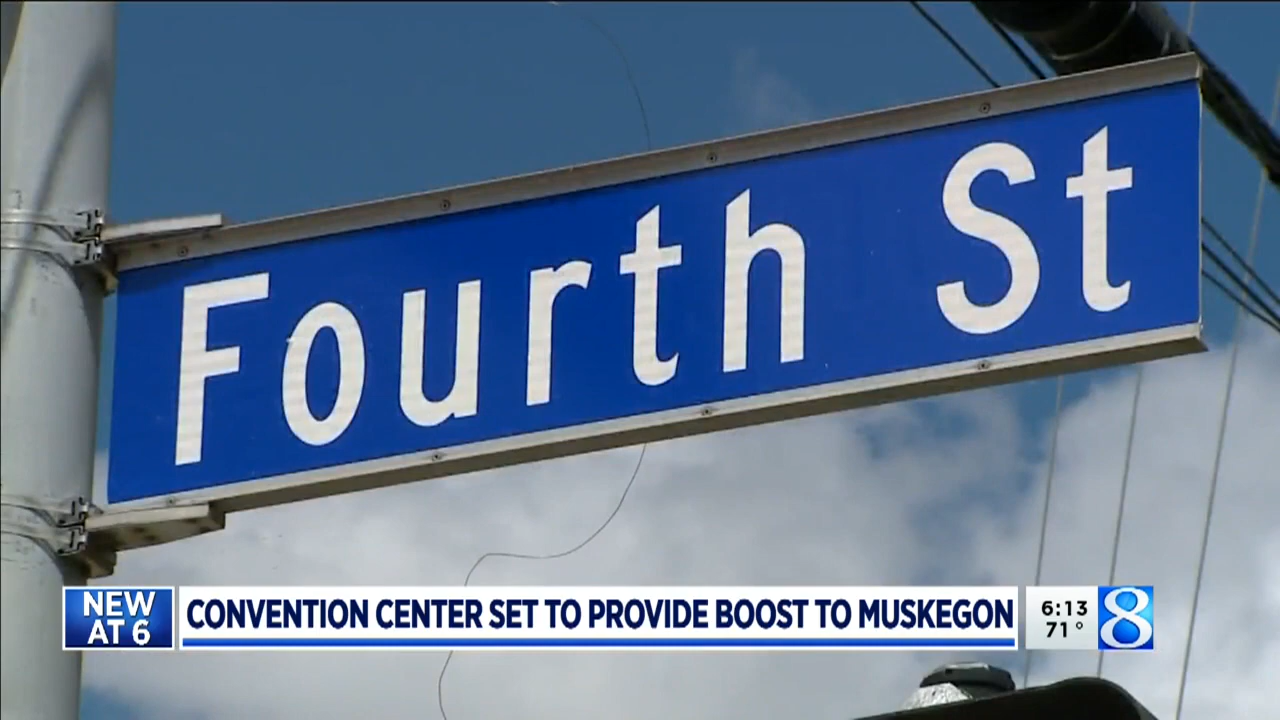 Fourth St
NEW
AT 6
CONVENTION CENTER SET TO PROVIDE BOOST TO MUSKEGON
6:13
71°
8